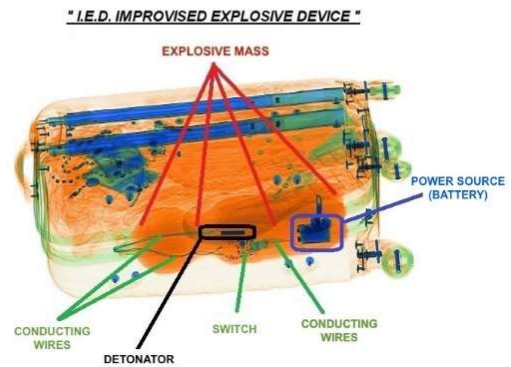 " I.E.D. IMPROVISED EXPLOSIVE DEVICE "
EXPLOSIVE MASS
POWER SOURCE
(BATTERY)
CONDUCTING
WIRES
SWITCH
CONDUCTING
WIRES
DETONATOR